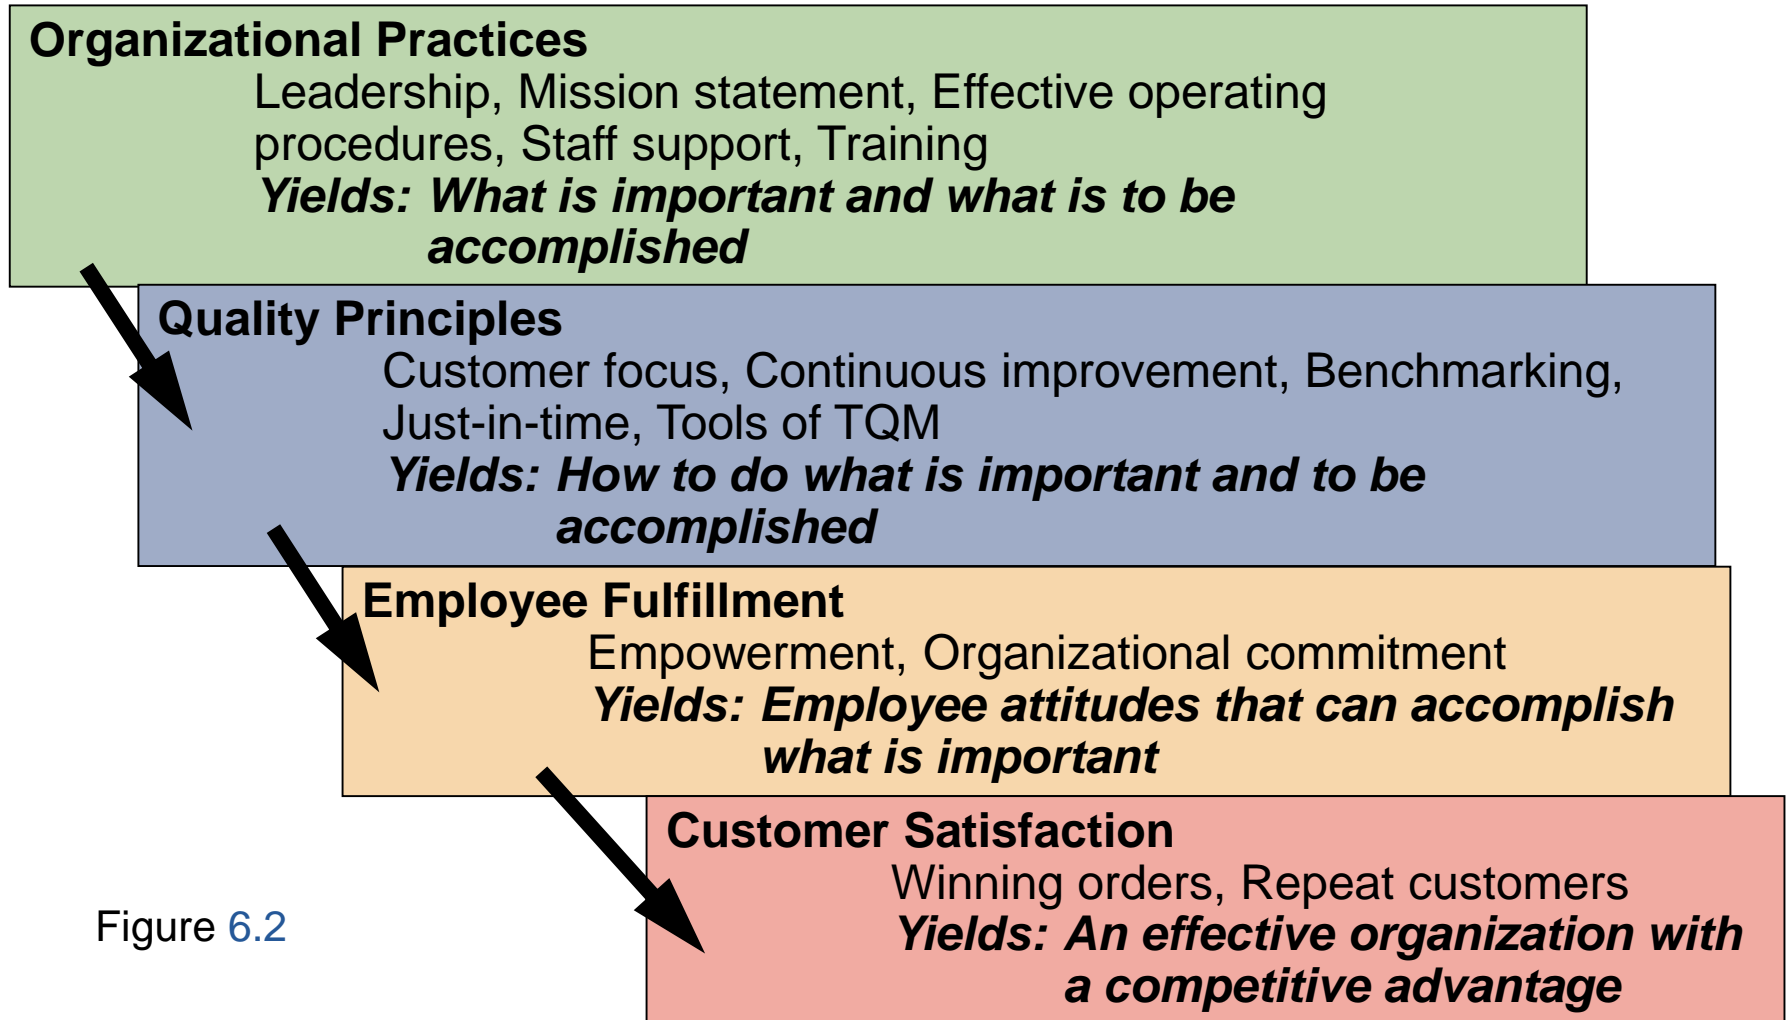 Organizational Practices
Leadership, Mission statement, Effective operating
procedures, Staff support, Training
Yields: What is important and what is to be
accomplished
Quality Principles
Customer focus, Continuous improvement, Benchmarking,
Just-in-time, Tools of TQM
Yields: How to do what is important and to be
accomplished
Employee Fulfillment
Empowerment, Organizational commitment
Yields: Employee attitudes that can accomplish
what is important
Customer Satisfaction
Winning orders, Repeat customers
Yields: An effective organization with
a competitive advantage
Figure 6.2